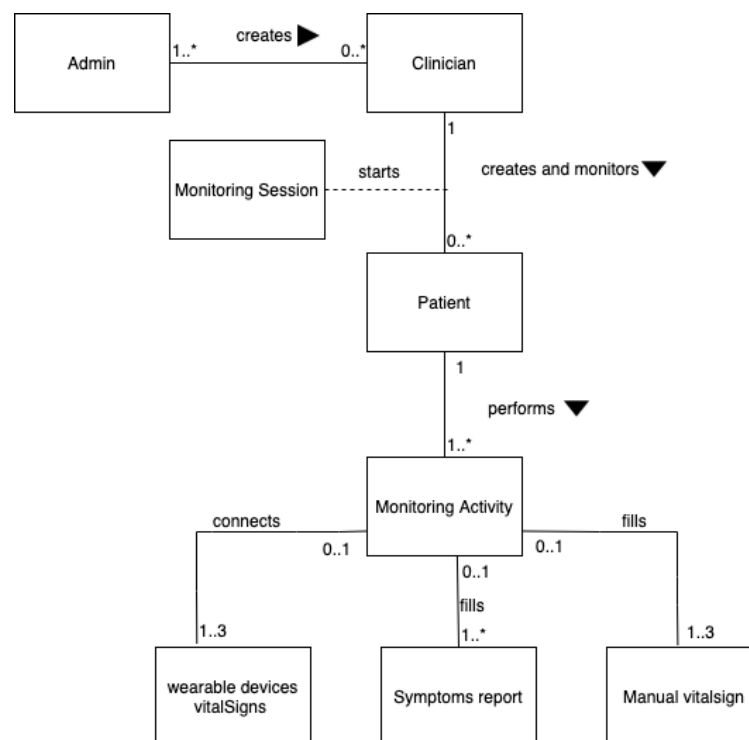 creates
Admin
1..*
0..*
Clinician
1
Monitoring Session
starts
creates and monitors
0..*
Patient
1
performs
1..*
Monitoring Activity
connects
fills
0..1
0..1
0..1
fills
1..3
1..*
1..3
wearable devices
vitalSigns
Symptoms report
Manual vitalsign